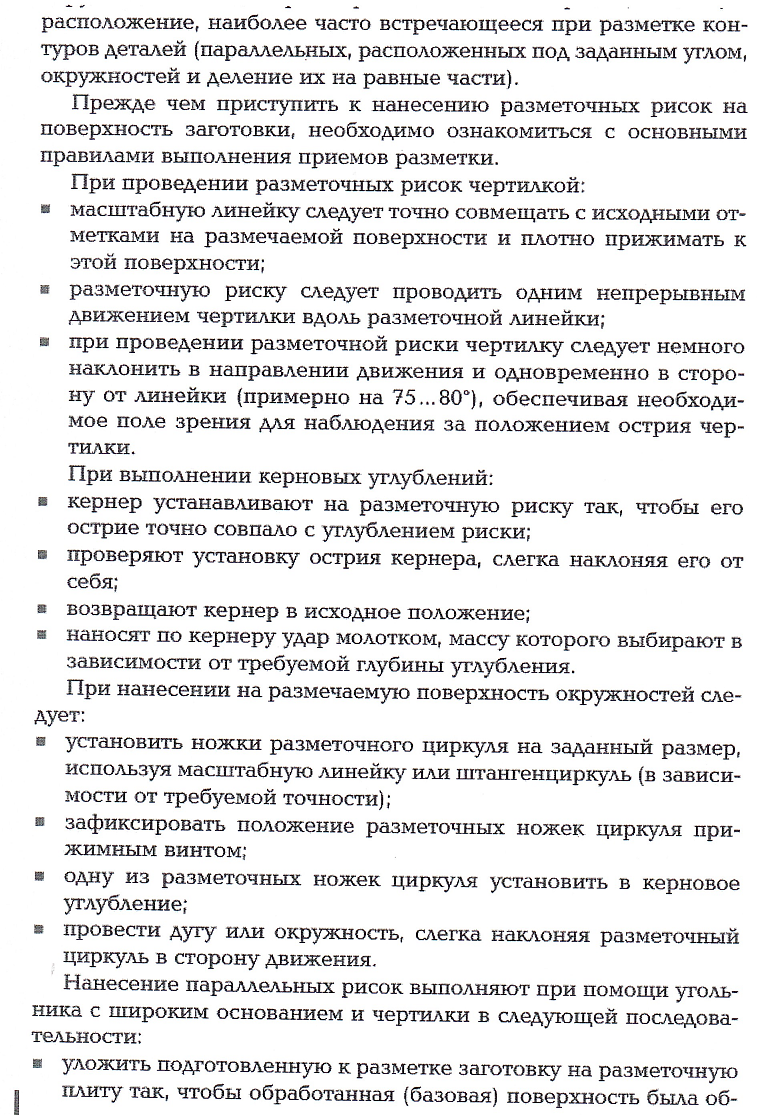 расположение, наиболее часто встречающееся при разметке кон-
туров деталей (параллельных, расположенных под заданным углом,
окружностей и деление их на равные части).
Прежде чем приступить к нанесению разметочных рисок на
поверхность заготовки, необходимо ознакомиться с основными
правилами выполнения приемов разметки.
При проведении разметочных рисок чертилкой:
▪ масштабную линейку следует точно совмещать с исходными от-
метками на размечаемой поверхности и плотно прижимать к
этой поверхности;
▪ разметочную риску следует проводить одним непрерывным
движением чертилки вдоль разметочной линейки;
▪ при проведении разметочной риски чертилку следует немного
наклонить в направлении движения и одновременно в сторо-
ну от линейки (примерно на 75...80°), обеспечивая необходи-
мое поле зрения для наблюдения за положением острия чер-
тилки.
При выполнении керновых углублений:
▪ кернер устанавливают на разметочную риску так, чтобы его
острие точно совпало с углублением риски;
▪ проверяют установку острия кернера, слегка наклоняя его от
себя;
▪ возвращают кернер в исходное положение;
▪ наносят по кернеру удар молотком, массу которого выбирают в
зависимости от требуемой глубины углубления.
При нанесении на размечаемую поверхность окружностей сле-
дует:
▪ установить ножки разметочного циркуля на заданный размер,
используя масштабную линейку или штангенциркуль (в зависи-
мости от требуемой точности);
▪ зафиксировать положение разметочных ножек циркуля при-
жимным винтом;
▪ одну из разметочных ножек циркуля установить в керновое
углубление;
▪ провести дугу или окружность, слегка наклоняя разметочный
циркуль в сторону движения.
Нанесение параллельных рисок выполняют при помощи уголь-
ника с широким основанием и чертилки в следующей последова-
тельности:
▪ уложить подготовленную к разметке заготовку на разметочную
плиту так, чтобы обработанная (базовая) поверхность была об-